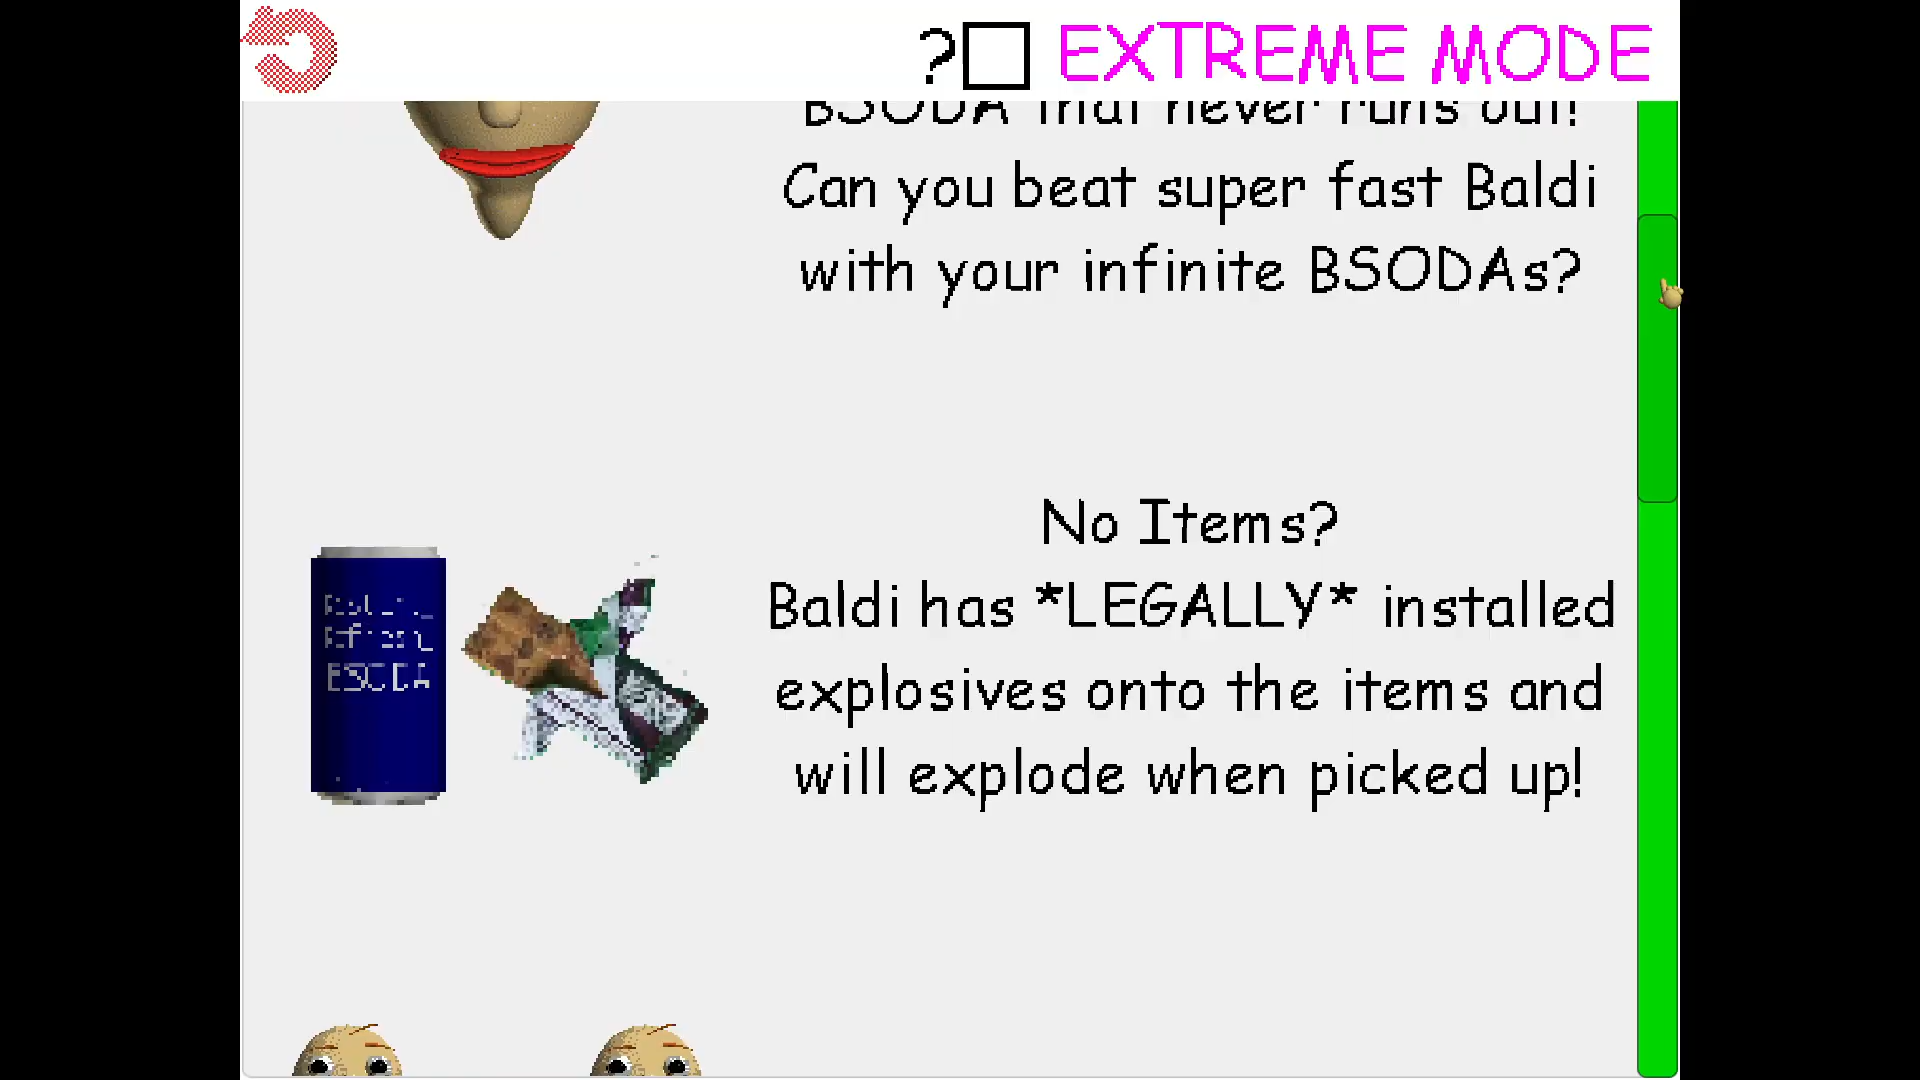 ? EXTREME MODE
BSODA that never runs out!
Can you beat super fast Baldi
with your infinite BSODAs?
No Items?
Baldi has *LEGALLY* installed
explosives onto the items and
will explode when picked up!